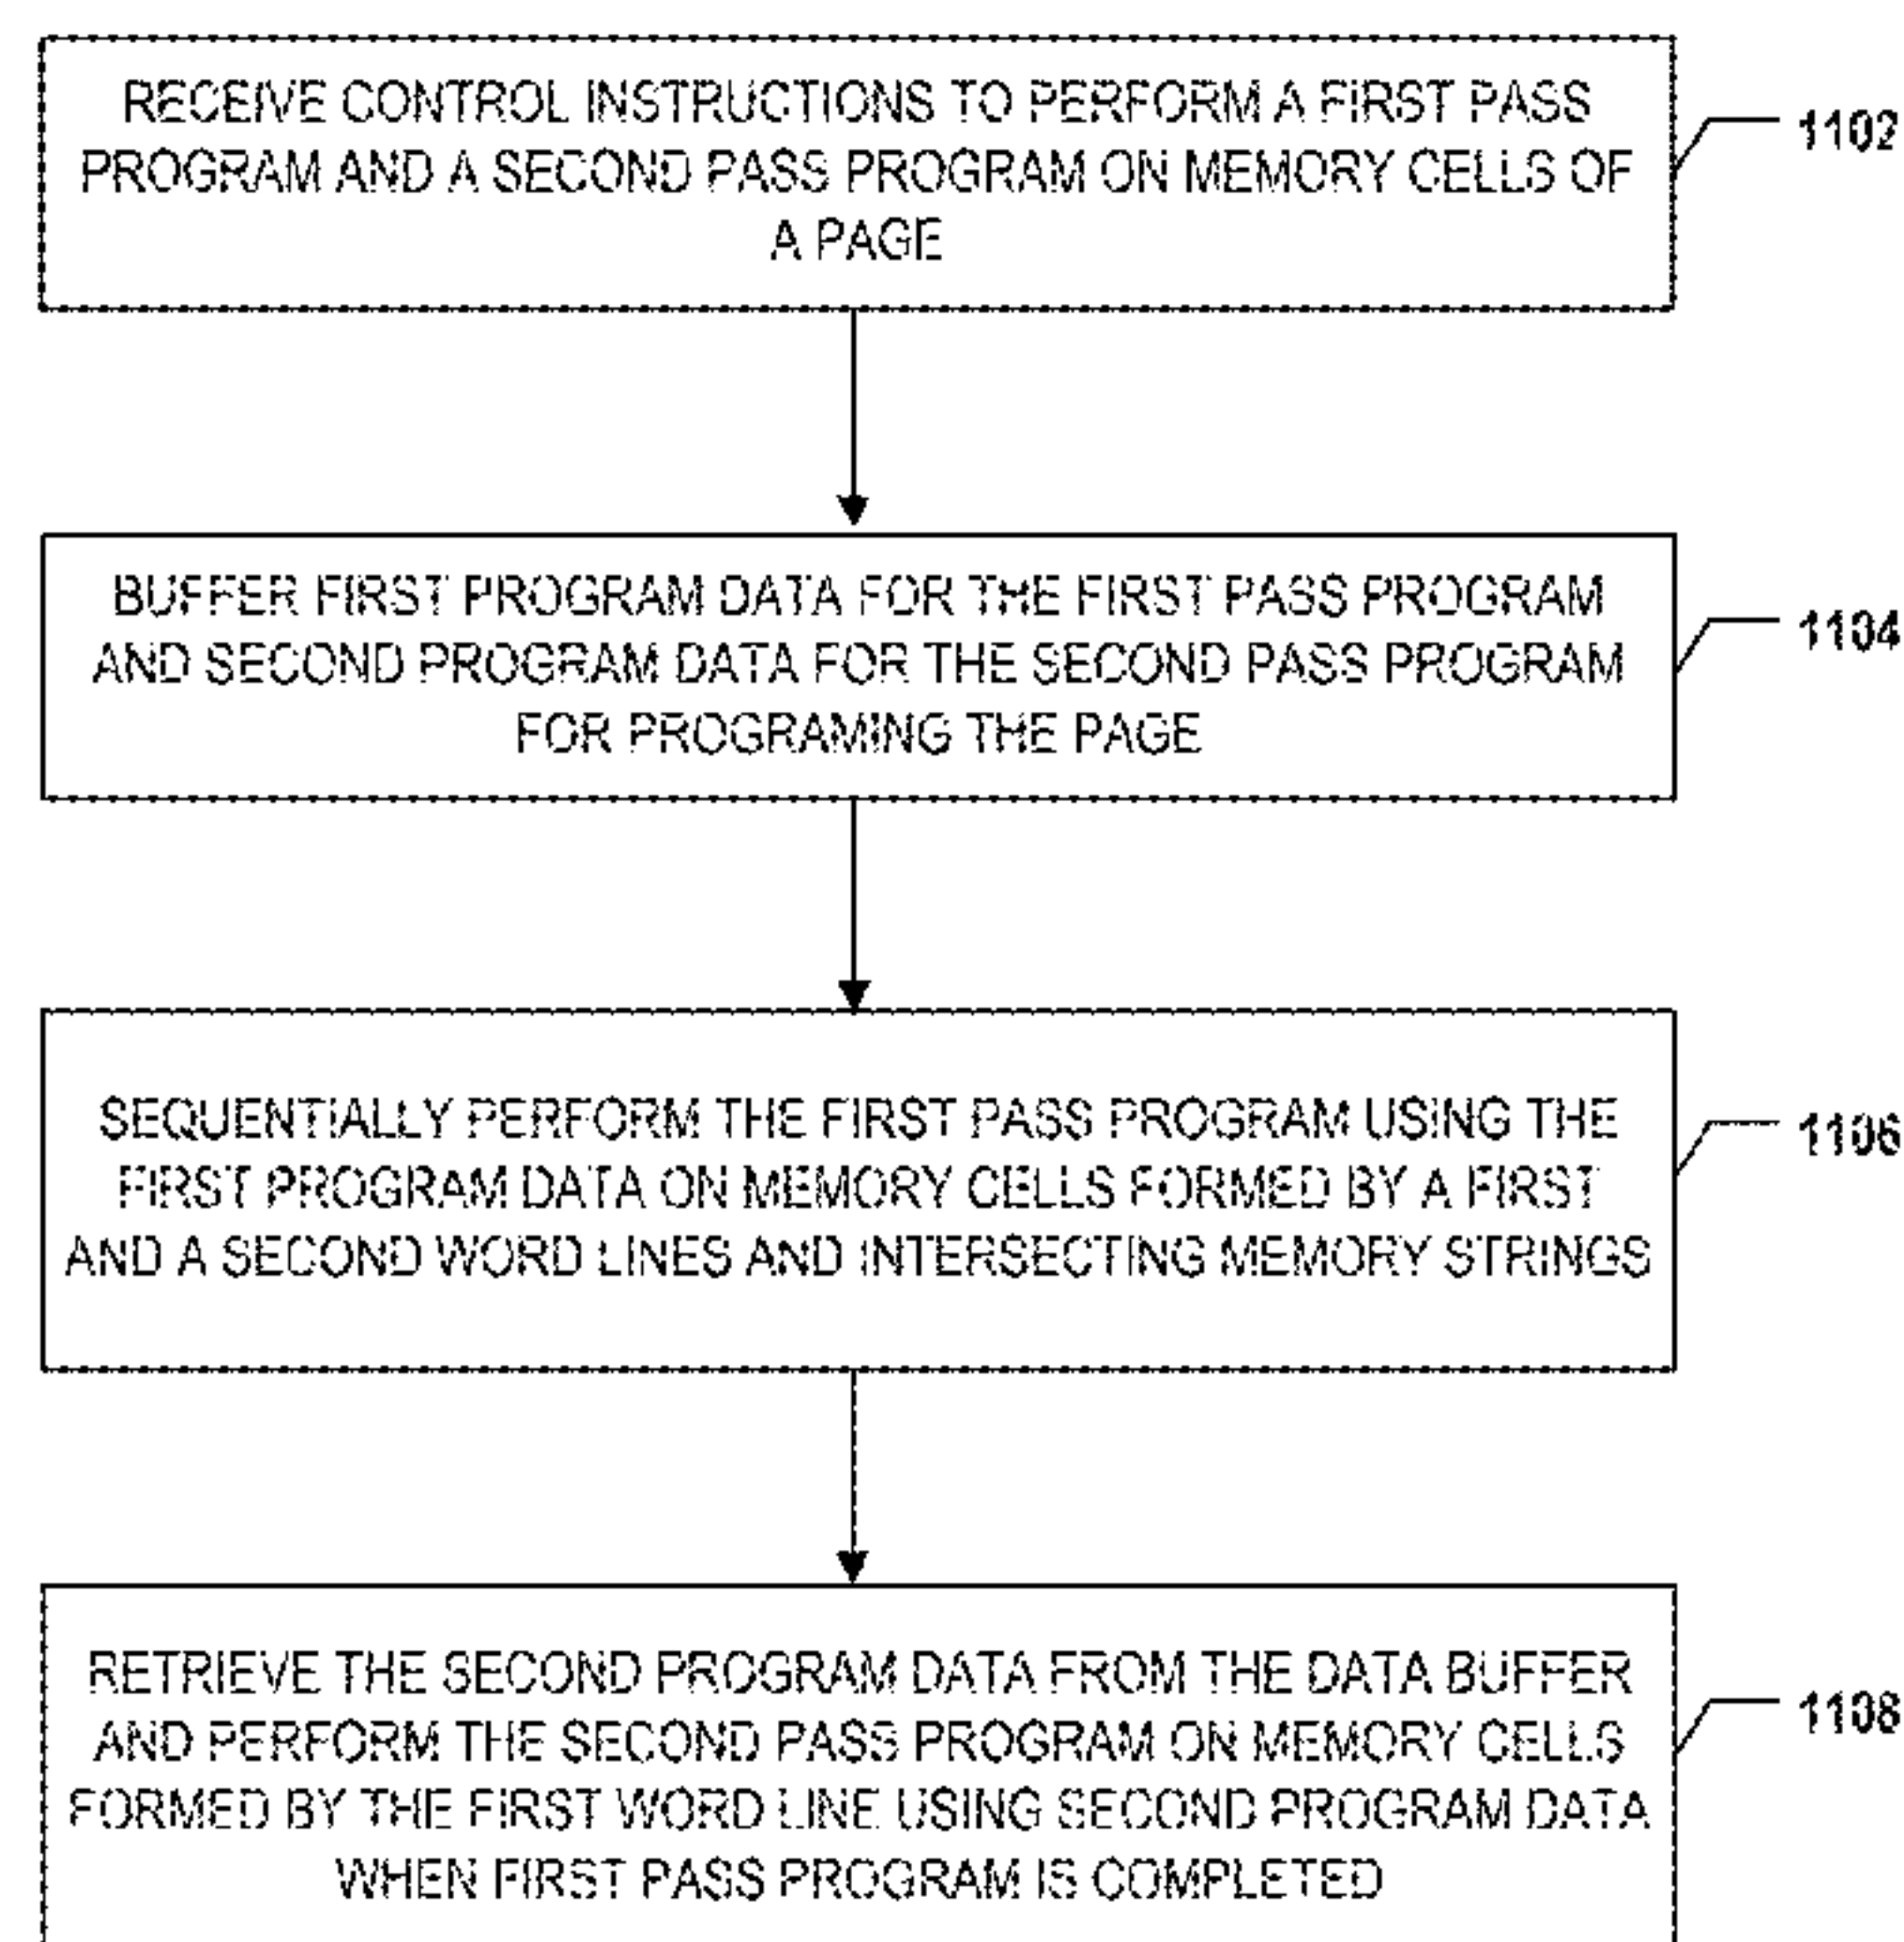 RECEIVE CONTROL INSTRUCTIONS TO PERFORM A FIRST PASS
PROGRAM AND A SECOND PASS PROGRAM ON MEMORY CELLS OF
A PAGE
1102
BUFFER FIRST PROGRAM DATA FOR THE FIRST PASS PROGRAM
AND SECOND PROGRAM DATA FOR THE SECOND PASS PROGRAM
FOR PROGRAMING THE PAGE
1104
SEQUENTIALLY PERFORM THE FIRST PASS PROGRAM USING THE
FIRST PROGRAM DATA ON MEMORY CELLS FORMED BY A FIRST
AND A SECOND WORD LINES AND INTERSECTING MEMORY STRINGS
1106
RETRIEVE THE SECOND PROGRAM DATA FROM THE DATA BUFFER
AND PERFORM THE SECOND PASS PROGRAM ON MEMORY CELLS
FORMED BY THE FIRST WORD LINE USING SECOND PROGRAM DATA
WHEN FIRST PASS PROGRAM IS COMPLETED
1108